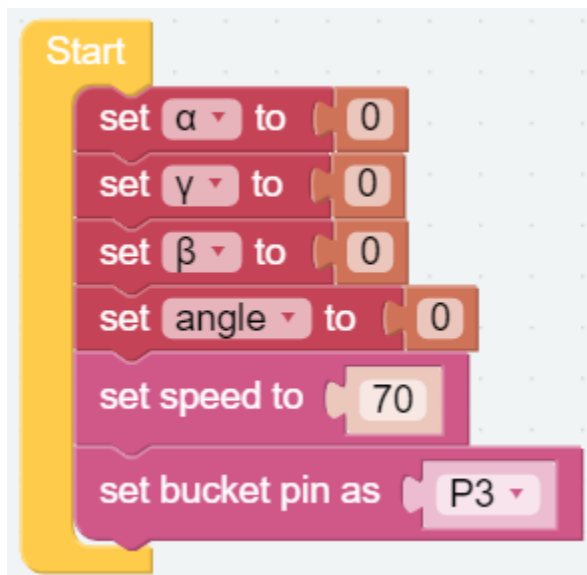 Start
set α to 0
set γ to 0
set β to 0
set angle to 0
set speed to 70
set bucket pin as P3